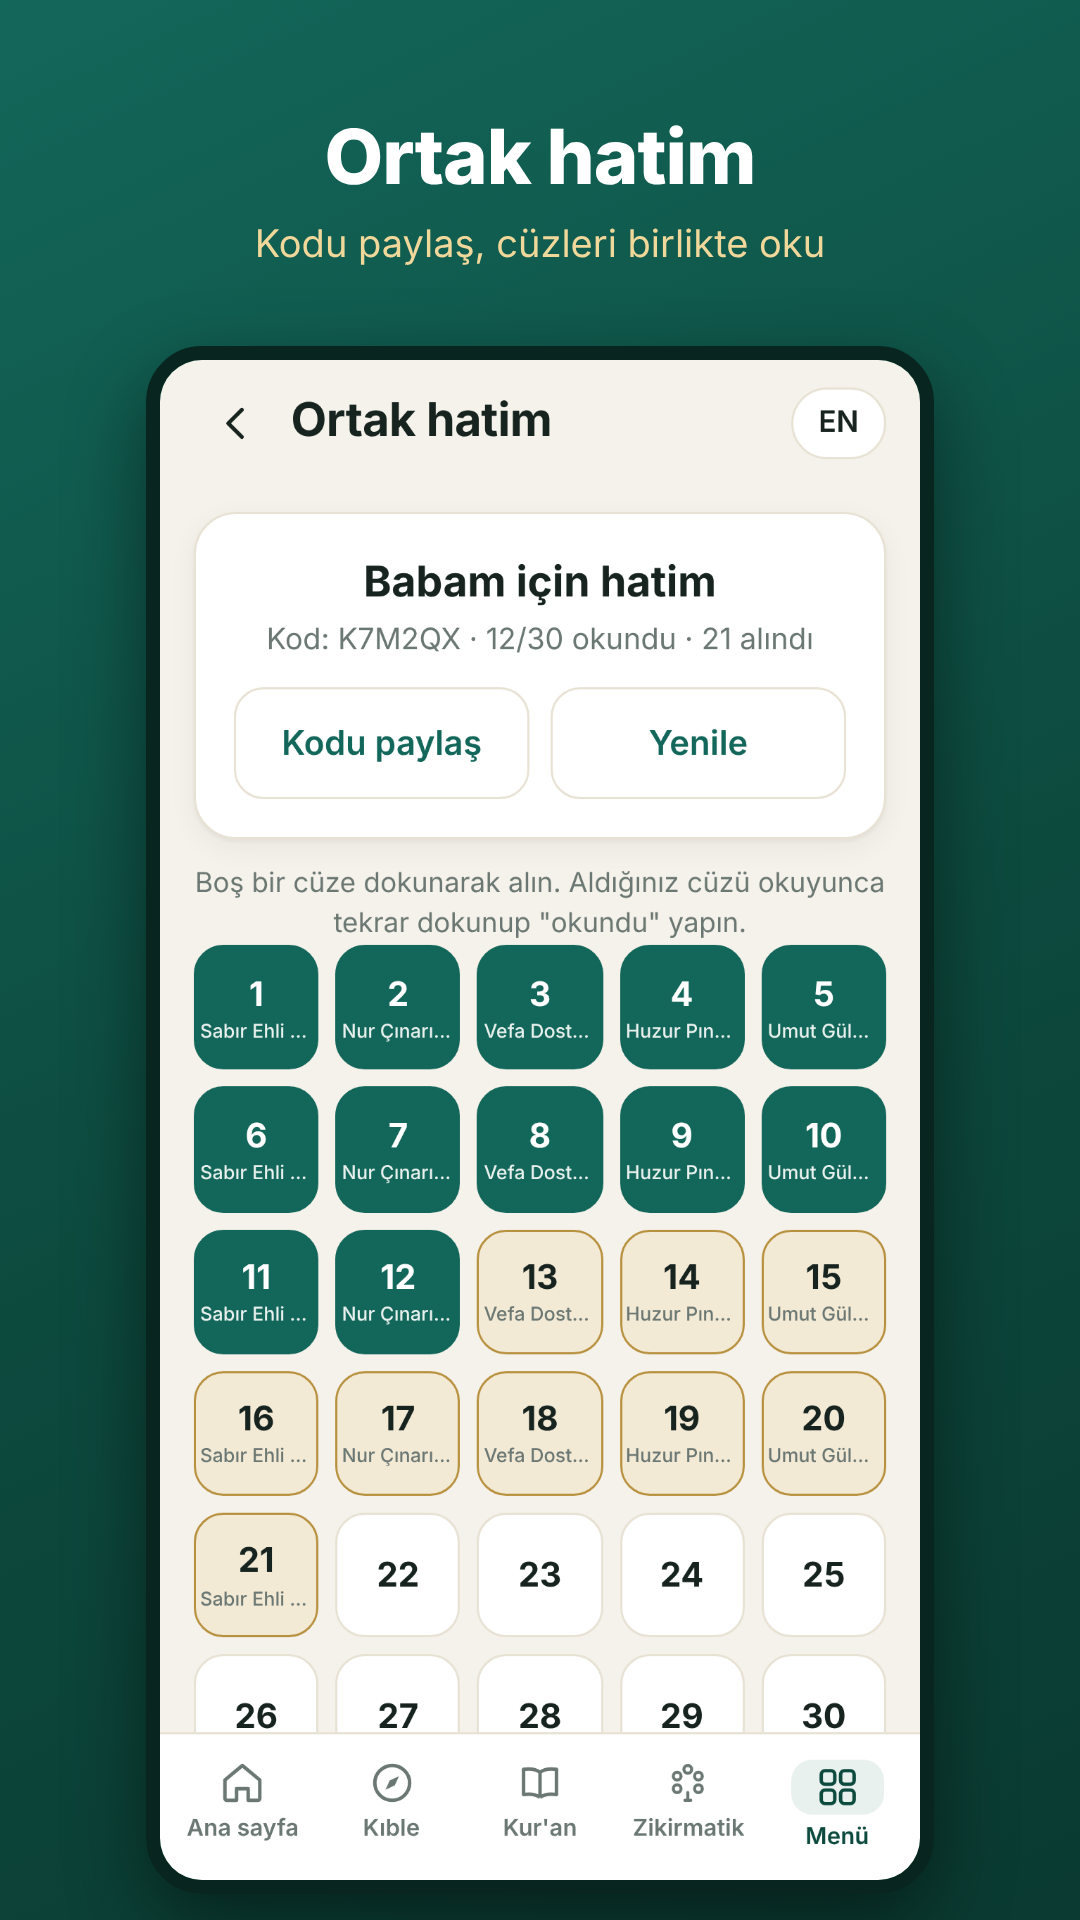 Ortak hatim
Kodu paylaş, cüzleri birlikte oku
Ortak hatim
EN
Babam için hatim
Kod: K7M2QX · 12/30 okundu · 21 alındı
Kodu paylaş
Yenile
Boş bir cüze dokunarak alın. Aldığınız cüzü okuyunca
tekrar dokunup "okundu" yapın.
1 2 3 4 5
Sabır Ehli ... Nur Çınarı... Vefa Dost... Huzur Pın... Umut Gül...
6 7 8 9 10
Sabır Ehli ... Nur Çınarı... Vefa Dost... Huzur Pın... Umut Gül...
11 12 13 14 15
Sabır Ehli ... Nur Çınarı... Vefa Dost... Huzur Pın... Umut Gül...
16 17 18 19 20
Sabır Ehli ... Nur Çınarı... Vefa Dost... Huzur Pın... Umut Gül...
21 22 23 24 25
Sabır Ehli ...
26 27 28 29 30
Ana sayfa Kıble Kur'an Zikirmatik Menü